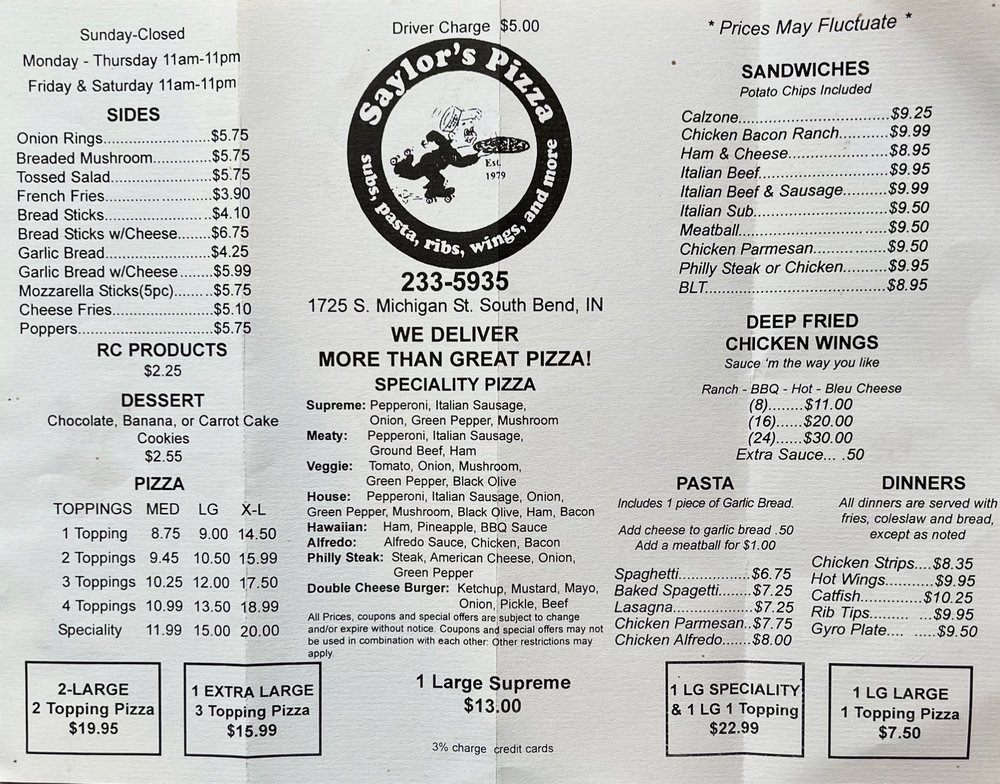 Sunday-Closed
Monday - Thursday 11am-11pm
Friday & Saturday 11am-11pm
SIDES
Onion Rings....................$5.75
Breaded Mushroom...........$5.75
Tossed Salad..................$5.75
French Fries...................$3.90
Bread Sticks...................$4.10
Bread Sticks w/Cheese.......$6.75
Garlic Bread...................$4.25
Garlic Bread w/Cheese......$5.99
Mozzarella Sticks(5pc)........$5.75
Cheese Fries...................$5.10
Poppers.........................$5.75
RC PRODUCTS
$2.25
DESSERT
Chocolate, Banana, or Carrot Cake
Cookies
$2.55
PIZZA
TOPPINGS MED LG X-L
1 Topping 8.75 9.00 14.50
2 Toppings 9.45 10.50 15.99
3 Toppings 10.25 12.00 17.50
4 Toppings 10.99 13.50 18.99
Speciality 11.99 15.00 20.00
2-LARGE
2 Topping Pizza
$19.95
1 EXTRA LARGE
3 Topping Pizza
$15.99
Driver Charge $5.00
Saylor's Pizza
Est.
1979
subs, pasta, ribs, wings, and more
233-5935
1725 S. Michigan St. South Bend, IN
WE DELIVER
MORE THAN GREAT PIZZA!
SPECIALITY PIZZA
Supreme: Pepperoni, Italian Sausage,
Onion, Green Pepper, Mushroom
Meaty: Pepperoni, Italian Sausage,
Ground Beef, Ham
Veggie: Tomato, Onion, Mushroom,
Green Pepper, Black Olive
House: Pepperoni, Italian Sausage, Onion,
Green Pepper, Mushroom, Black Olive, Ham, Bacon
Hawaiian: Ham, Pineapple, BBQ Sauce
Alfredo: Alfredo Sauce, Chicken, Bacon
Philly Steak: Steak, American Cheese, Onion,
Green Pepper
Double Cheese Burger: Ketchup, Mustard, Mayo,
Onion, Pickle, Beef
All Prices, coupons and special offers are subject to change
and/or expire without notice. Coupons and special offers may not
be used in combination with each other. Other restrictions may
apply.
1 Large Supreme
$13.00
3% charge credit cards
* Prices May Fluctuate *
SANDWICHES
Potato Chips Included
Calzone.........................$9.25
Chicken Bacon Ranch..........$9.99
Ham & Cheese..................$8.95
Italian Beef......................$9.95
Italian Beef & Sausage.........$9.99
Italian Sub.......................$9.50
Meatball.........................$9.50
Chicken Parmesan..............$9.50
Philly Steak or Chicken.........$9.95
BLT..............................$8.95
DEEP FRIED
CHICKEN WINGS
Sauce 'm the way you like
Ranch - BBQ - Hot - Bleu Cheese
(8)........$11.00
(16)......$20.00
(24)......$30.00
Extra Sauce... .50
PASTA
Includes 1 piece of Garlic Bread.
Add cheese to garlic bread .50
Add a meatball for $1.00
Spaghetti.................$6.75
Baked Spagetti.......$7.25
Lasagna..................$7.25
Chicken Parmesan..$7.75
Chicken Alfredo.......$8.00
DINNERS
All dinners are served with
fries, coleslaw and bread,
except as noted
Chicken Strips....$8.35
Hot Wings..........$9.95
Catfish.............$10.25
Rib Tips......... ...$9.95
Gyro Plate.... .....$9.50
1 LG SPECIALITY
& 1 LG 1 Topping
$22.99
1 LG LARGE
1 Topping Pizza
$7.50